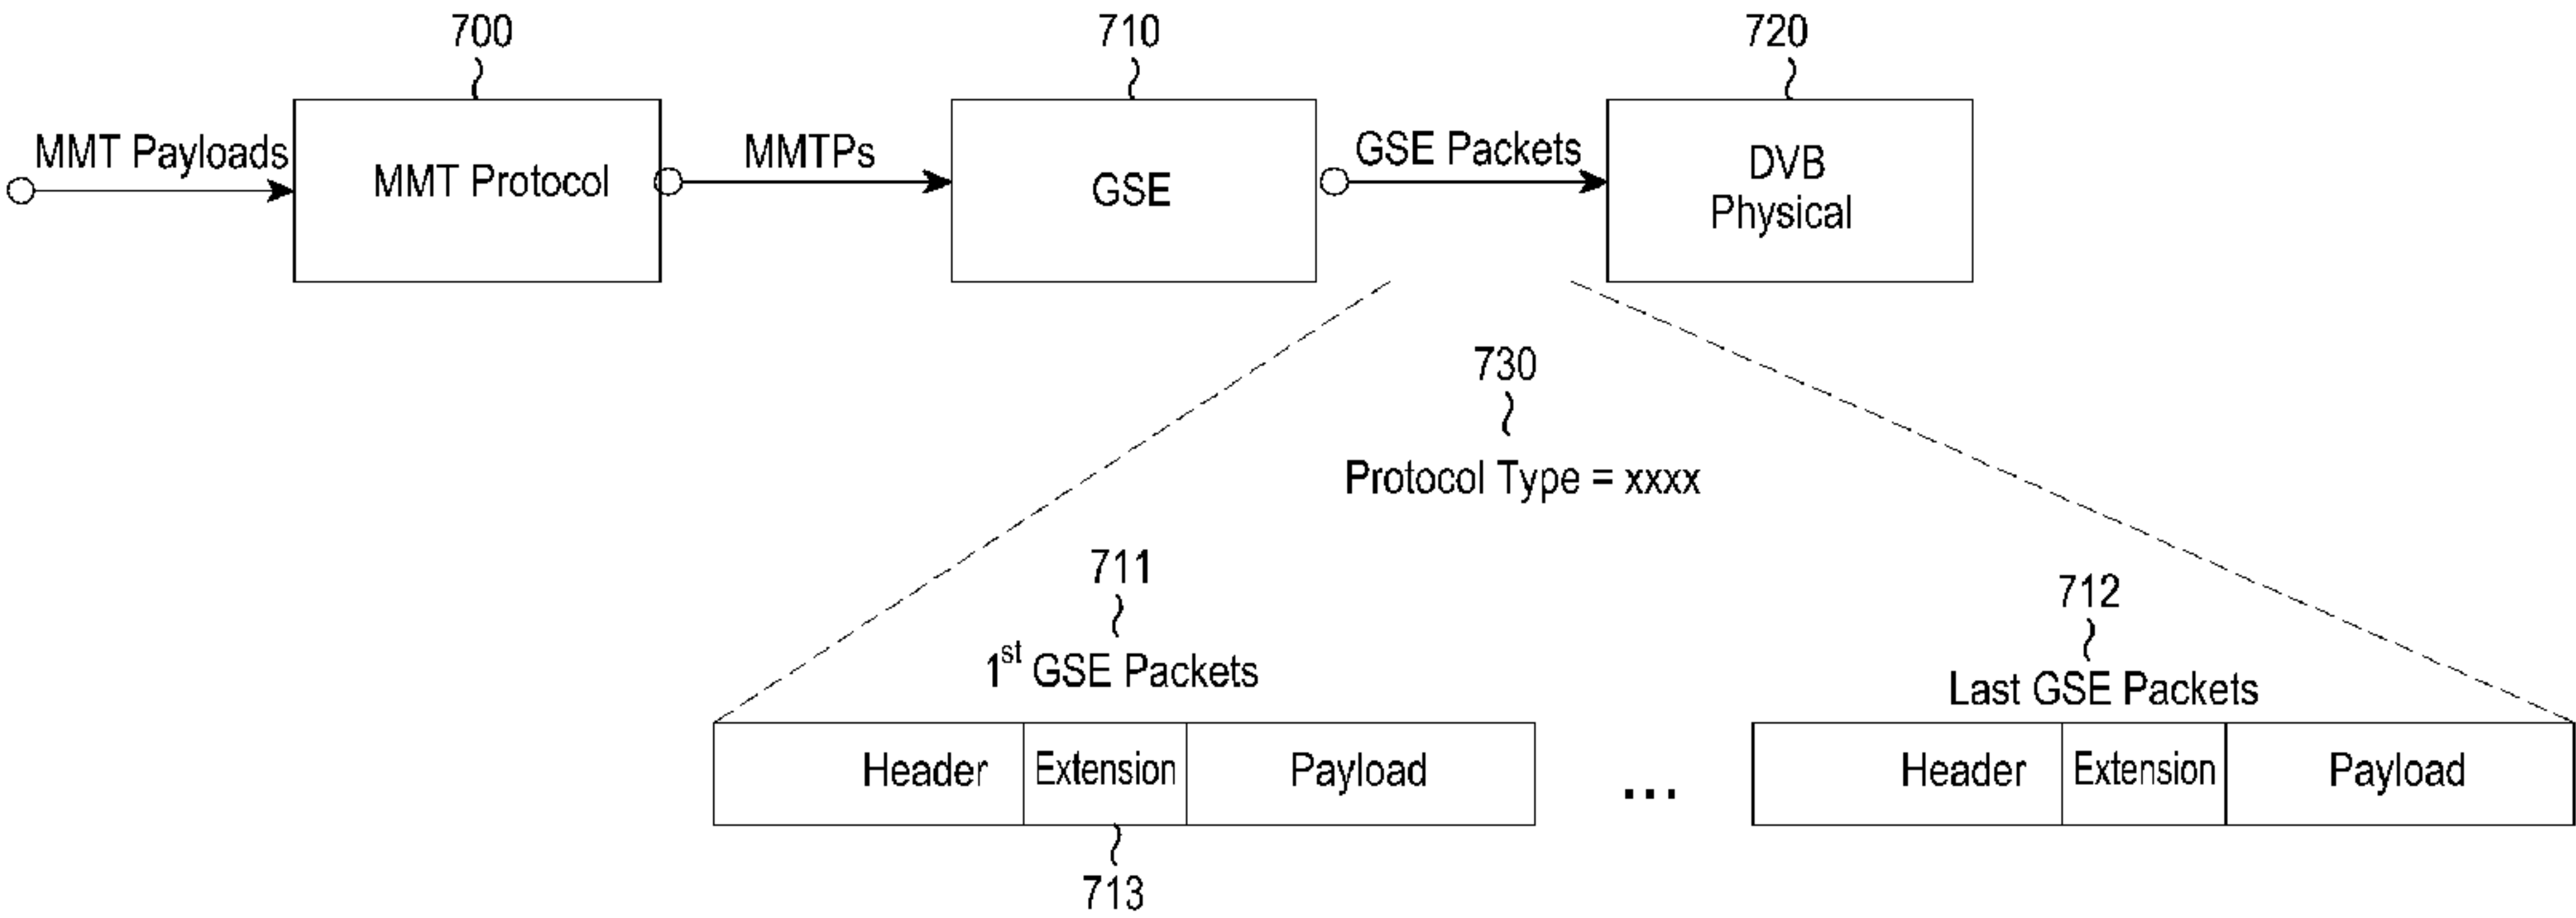 700
710
720
MMT Payloads
MMT Protocol
MMTPs
GSE
GSE Packets
DVB
Physical
730
Protocol Type = xxxx
711
1st GSE Packets
712
Last GSE Packets
Header Extension Payload ... Header Extension Payload
713